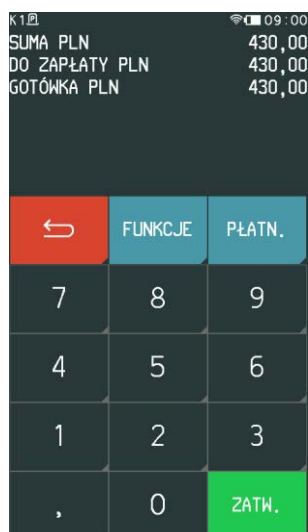 K1 P 09:00
SUMA PLN 430,00
DO ZAPŁATY PLN 430,00
GOTÓWKA PLN 430,00
FUNKCJE PŁATN.
7 8 9
4 5 6
1 2 3
, 0 ZATW.